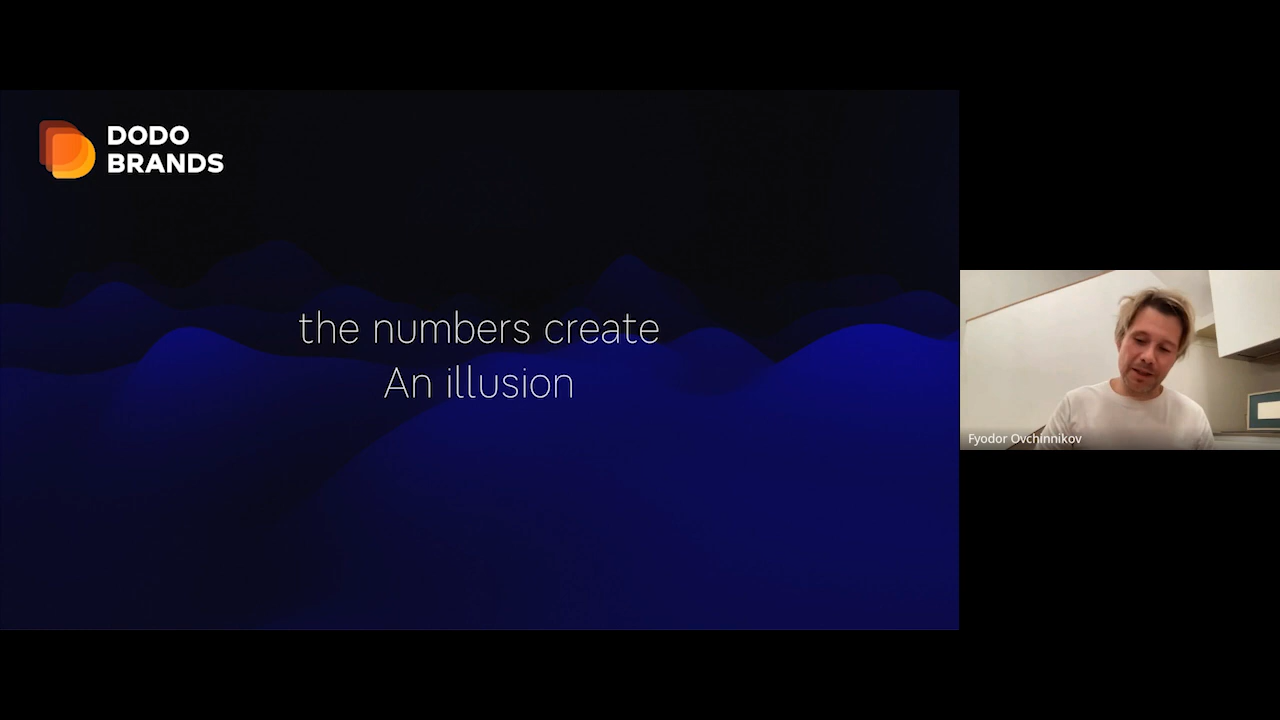 DODO
BRANDS
the numbers create
An illusion
Fyodor Ovchinnikov